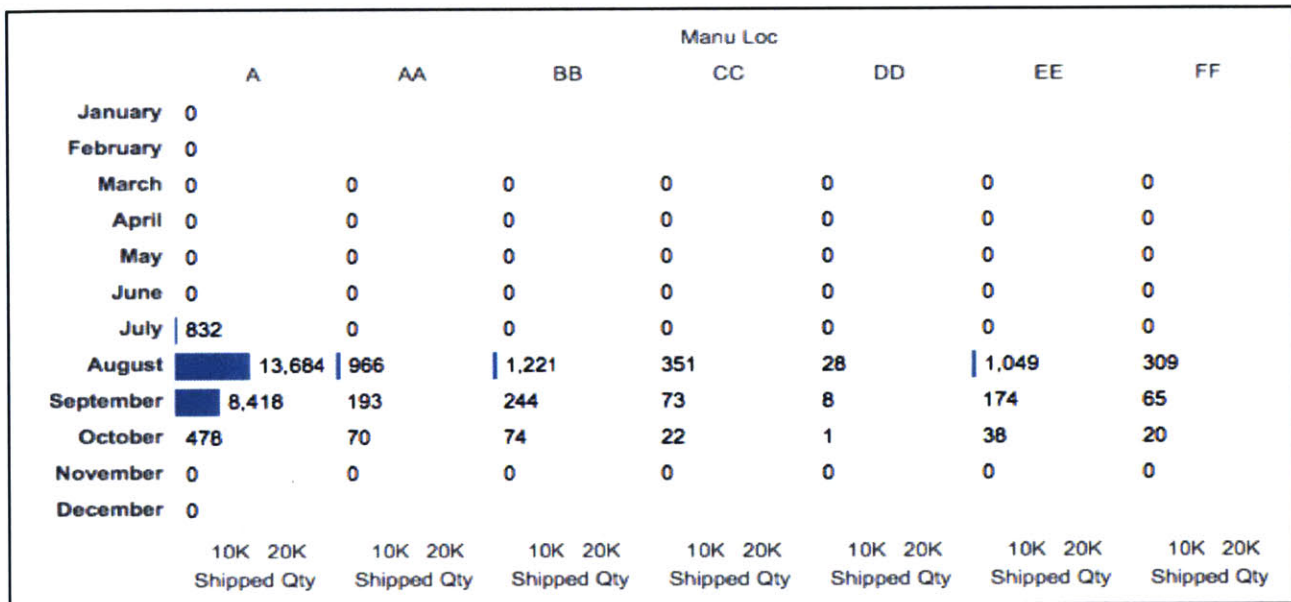 Manu Loc
A AA BB CC DD EE FF
January 0
February 0
March 0 0 0 0 0 0 0
April 0 0 0 0 0 0 0
May 0 0 0 0 0 0 0
June 0 0 0 0 0 0 0
July 832 0 0 0 0 0 0
August 13,684 966 1,221 351 28 1,049 309
September 8,418 193 244 73 8 174 65
October 478 70 74 22 1 38 20
November 0 0 0 0 0 0 0
December 0
10K 20K 10K 20K 10K 20K 10K 20K 10K 20K 10K 20K 10K 20K
Shipped Qty Shipped Qty Shipped Qty Shipped Qty Shipped Qty Shipped Qty Shipped Qty